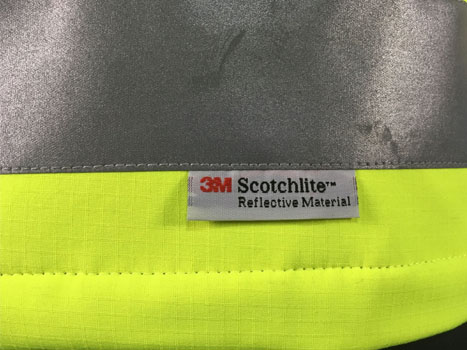 3M Scotchlite™
Reflective Material